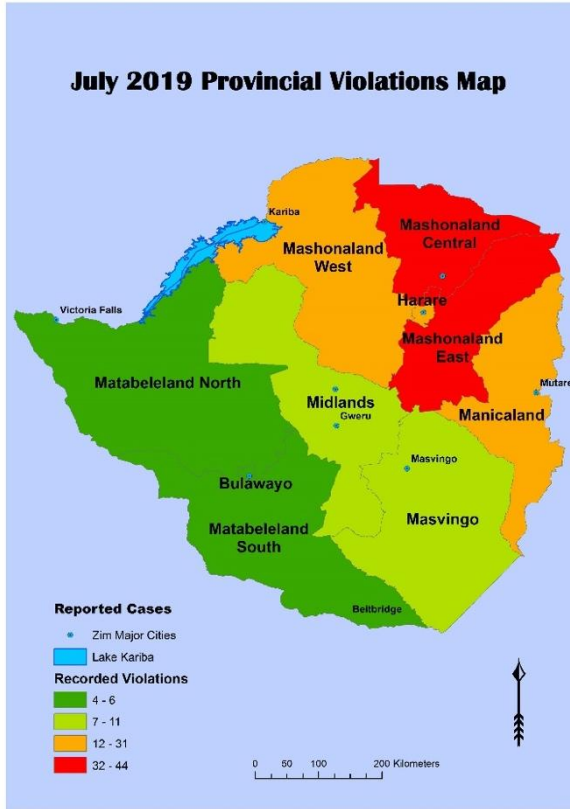 July 2019 Provincial Violations Map
Kariba
Mashonaland
Central
Mashonaland
West
Harare
Victoria Falls
Mashonaland
East
Matabeleland North
Mutare
Midlands
Manicaland
Gweru
Masvingo
Bulawayo
Masvingo
Matabeleland
South
Beitbridge
Reported Cases
Zim Major Cities
Lake Kariba
Recorded Violations
4 - 6
7 - 11
12 - 31
32 - 44
0 50 100 200 Kilometers